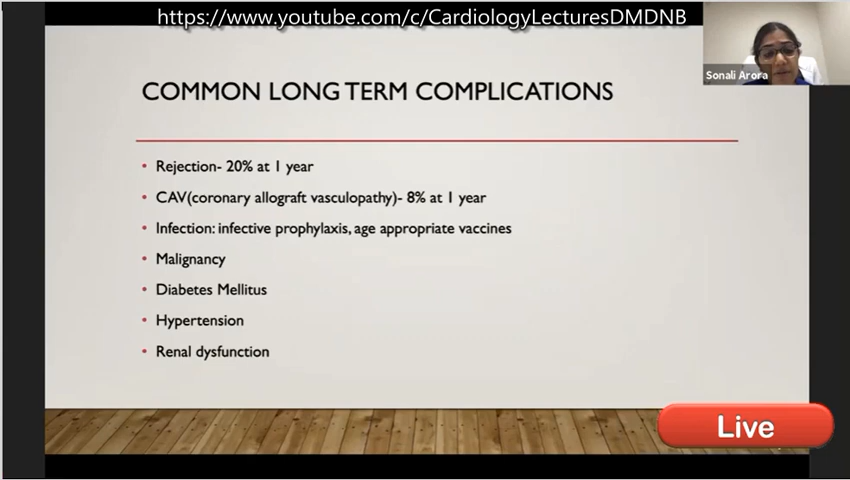 https://www.youtube.com/c/CardiologyLecturesDMDNB
Sonali Arora
COMMON LONG TERM COMPLICATIONS
• Rejection- 20% at 1 year
• CAV(coronary allograft vasculopathy)- 8% at 1 year
• Infection: infective prophylaxis, age appropriate vaccines
• Malignancy
• Diabetes Mellitus
• Hypertension
• Renal dysfunction
Live